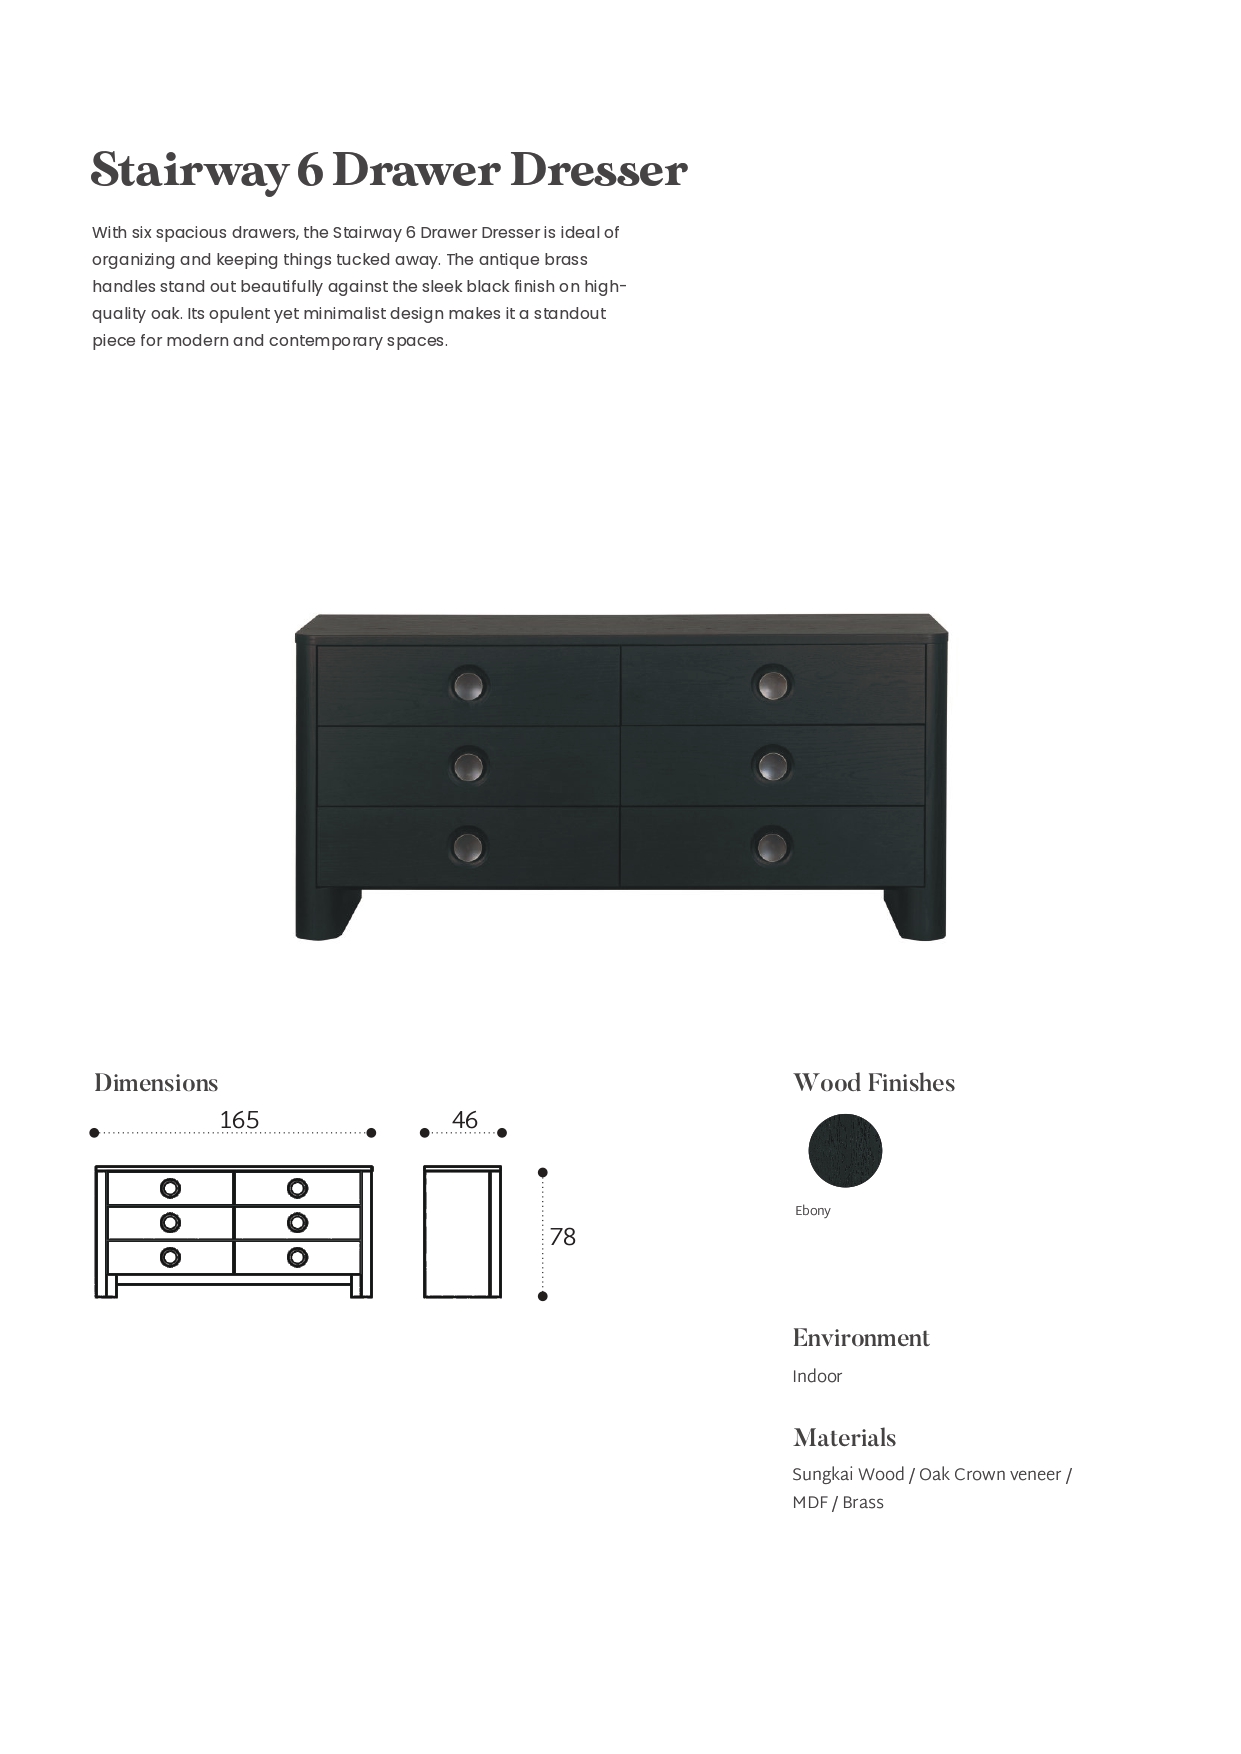 Stairway 6 Drawer Dresser
With six spacious drawers, the Stairway 6 Drawer Dresser is ideal of
organizing and keeping things tucked away. The antique brass
handles stand out beautifully against the sleek black finish on high-
quality oak. Its opulent yet minimalist design makes it a standout
piece for modern and contemporary spaces.
Dimensions
165
46
78
Wood Finishes
Ebony
Environment
Indoor
Materials
Sungkai Wood / Oak Crown veneer /
MDF / Brass